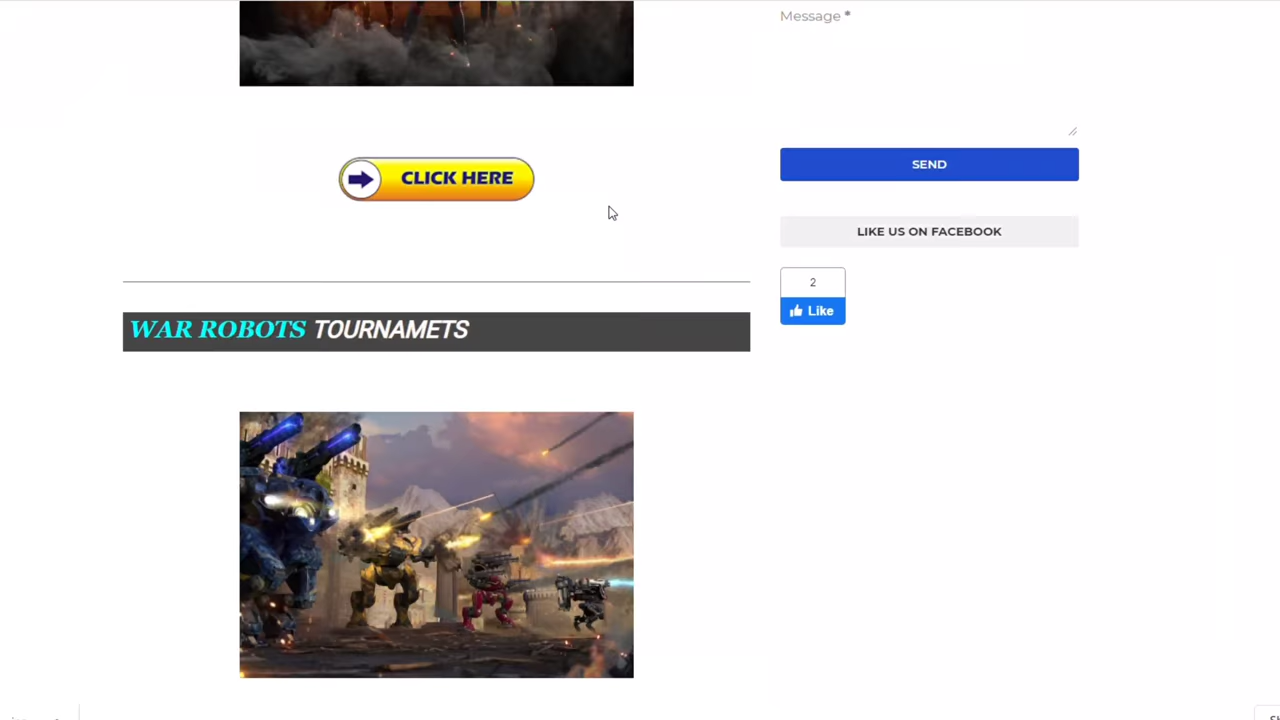 Message *
CLICK HERE
SEND
LIKE US ON FACEBOOK
2
Like
WAR ROBOTS TOURNAMETS